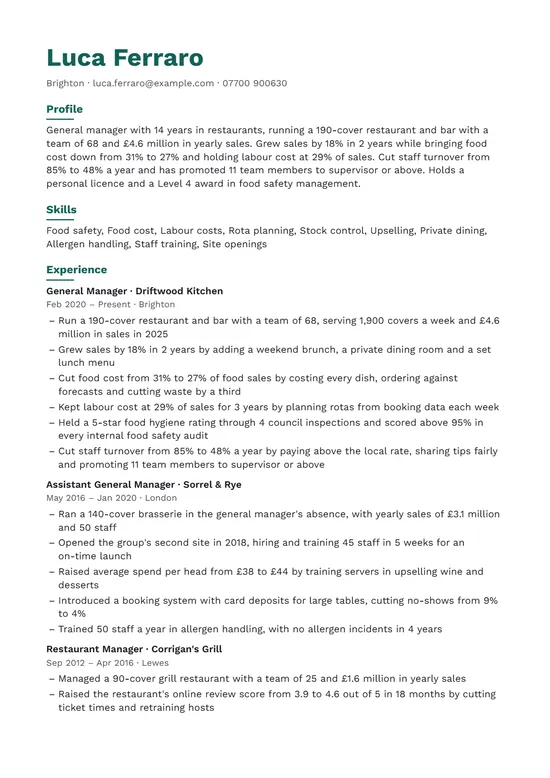 Luca Ferraro
Brighton · luca.ferraro@example.com · 07700 900630
Profile
General manager with 14 years in restaurants, running a 190-cover restaurant and bar with a
team of 68 and £4.6 million in yearly sales. Grew sales by 18% in 2 years while bringing food
cost down from 31% to 27% and holding labour cost at 29% of sales. Cut staff turnover from
85% to 48% a year and has promoted 11 team members to supervisor or above. Holds a
personal licence and a Level 4 award in food safety management.
Skills
Food safety, Food cost, Labour costs, Rota planning, Stock control, Upselling, Private dining,
Allergen handling, Staff training, Site openings
Experience
General Manager · Driftwood Kitchen
Feb 2020 – Present · Brighton
– Run a 190-cover restaurant and bar with a team of 68, serving 1,900 covers a week and £4.6
million in sales in 2025
– Grew sales by 18% in 2 years by adding a weekend brunch, a private dining room and a set
lunch menu
– Cut food cost from 31% to 27% of food sales by costing every dish, ordering against
forecasts and cutting waste by a third
– Kept labour cost at 29% of sales for 3 years by planning rotas from booking data each week
– Held a 5-star food hygiene rating through 4 council inspections and scored above 95% in
every internal food safety audit
– Cut staff turnover from 85% to 48% a year by paying above the local rate, sharing tips fairly
and promoting 11 team members to supervisor or above
Assistant General Manager · Sorrel & Rye
May 2016 – Jan 2020 · London
– Ran a 140-cover brasserie in the general manager's absence, with yearly sales of £3.1 million
and 50 staff
– Opened the group's second site in 2018, hiring and training 45 staff in 5 weeks for an
on-time launch
– Raised average spend per head from £38 to £44 by training servers in upselling wine and
desserts
– Introduced a booking system with card deposits for large tables, cutting no-shows from 9%
to 4%
– Trained 50 staff a year in allergen handling, with no allergen incidents in 4 years
Restaurant Manager · Corrigan's Grill
Sep 2012 – Apr 2016 · Lewes
– Managed a 90-cover grill restaurant with a team of 25 and £1.6 million in yearly sales
– Raised the restaurant's online review score from 3.9 to 4.6 out of 5 in 18 months by cutting
ticket times and retraining hosts